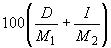 100(D/M₁ + I/M₂)